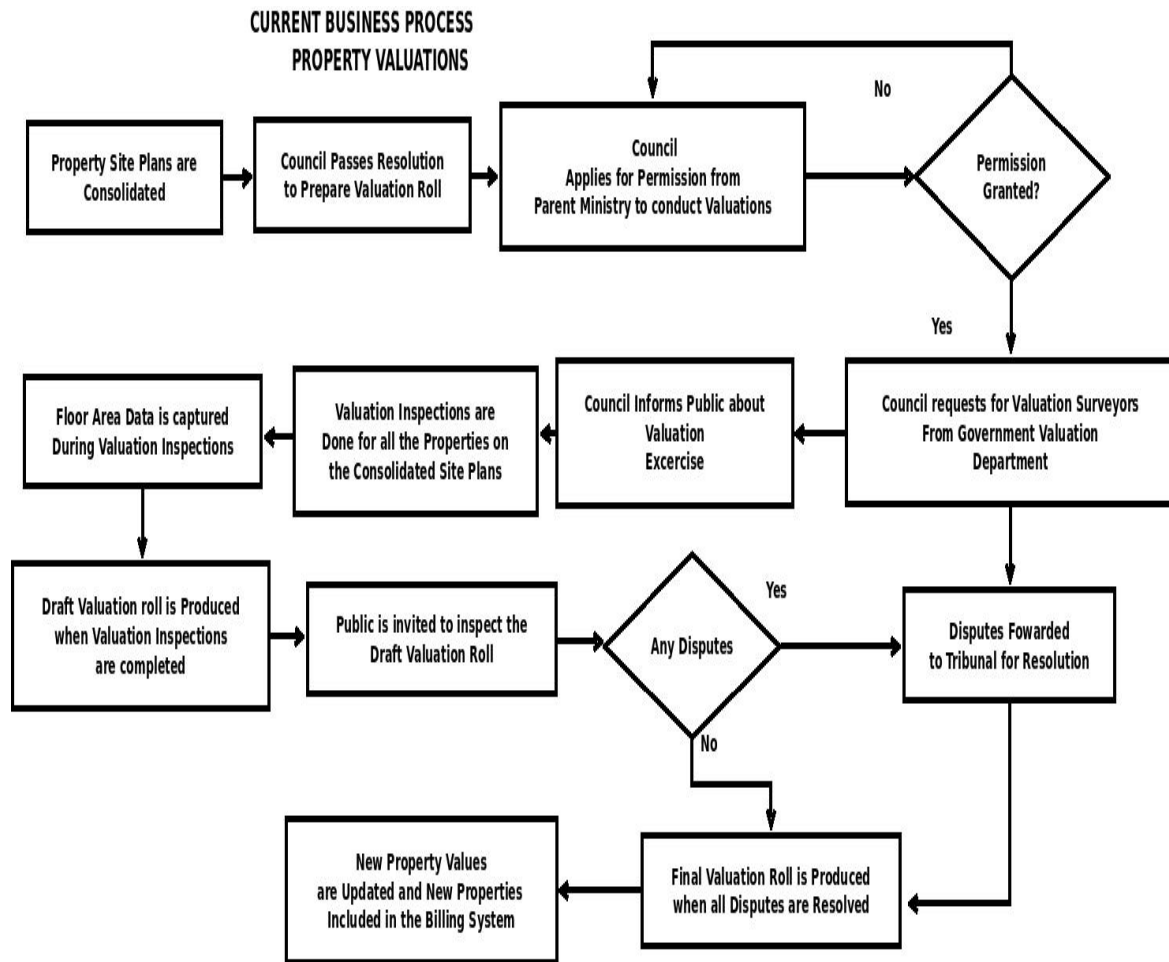 CURRENT BUSINESS PROCESS
PROPERTY VALUATIONS
Property Site Plans are
Consolidated
Council Passes Resolution
to Prepare Valuation Roll
Council
Applies for Permission from
Parent Ministry to conduct Valuations
No
Permission
Granted?
Yes
Council requests for Valuation Surveyors
From Government Valuation
Department
Council Informs Public about
Valuation
Excercise
Valuation Inspections are
Done for all the Properties on
the Consolidated Site Plans
Floor Area Data is captured
During Valuation Inspections
Draft Valuation roll is Produced
when Valuation Inspections
are completed
Public is invited to inspect the
Draft Valuation Roll
Any Disputes
Yes
Disputes Fowarded
to Tribunal for Resolution
No
Final Valuation Roll is Produced
when all Disputes are Resolved
New Property Values
are Updated and New Properties
Included in the Billing System